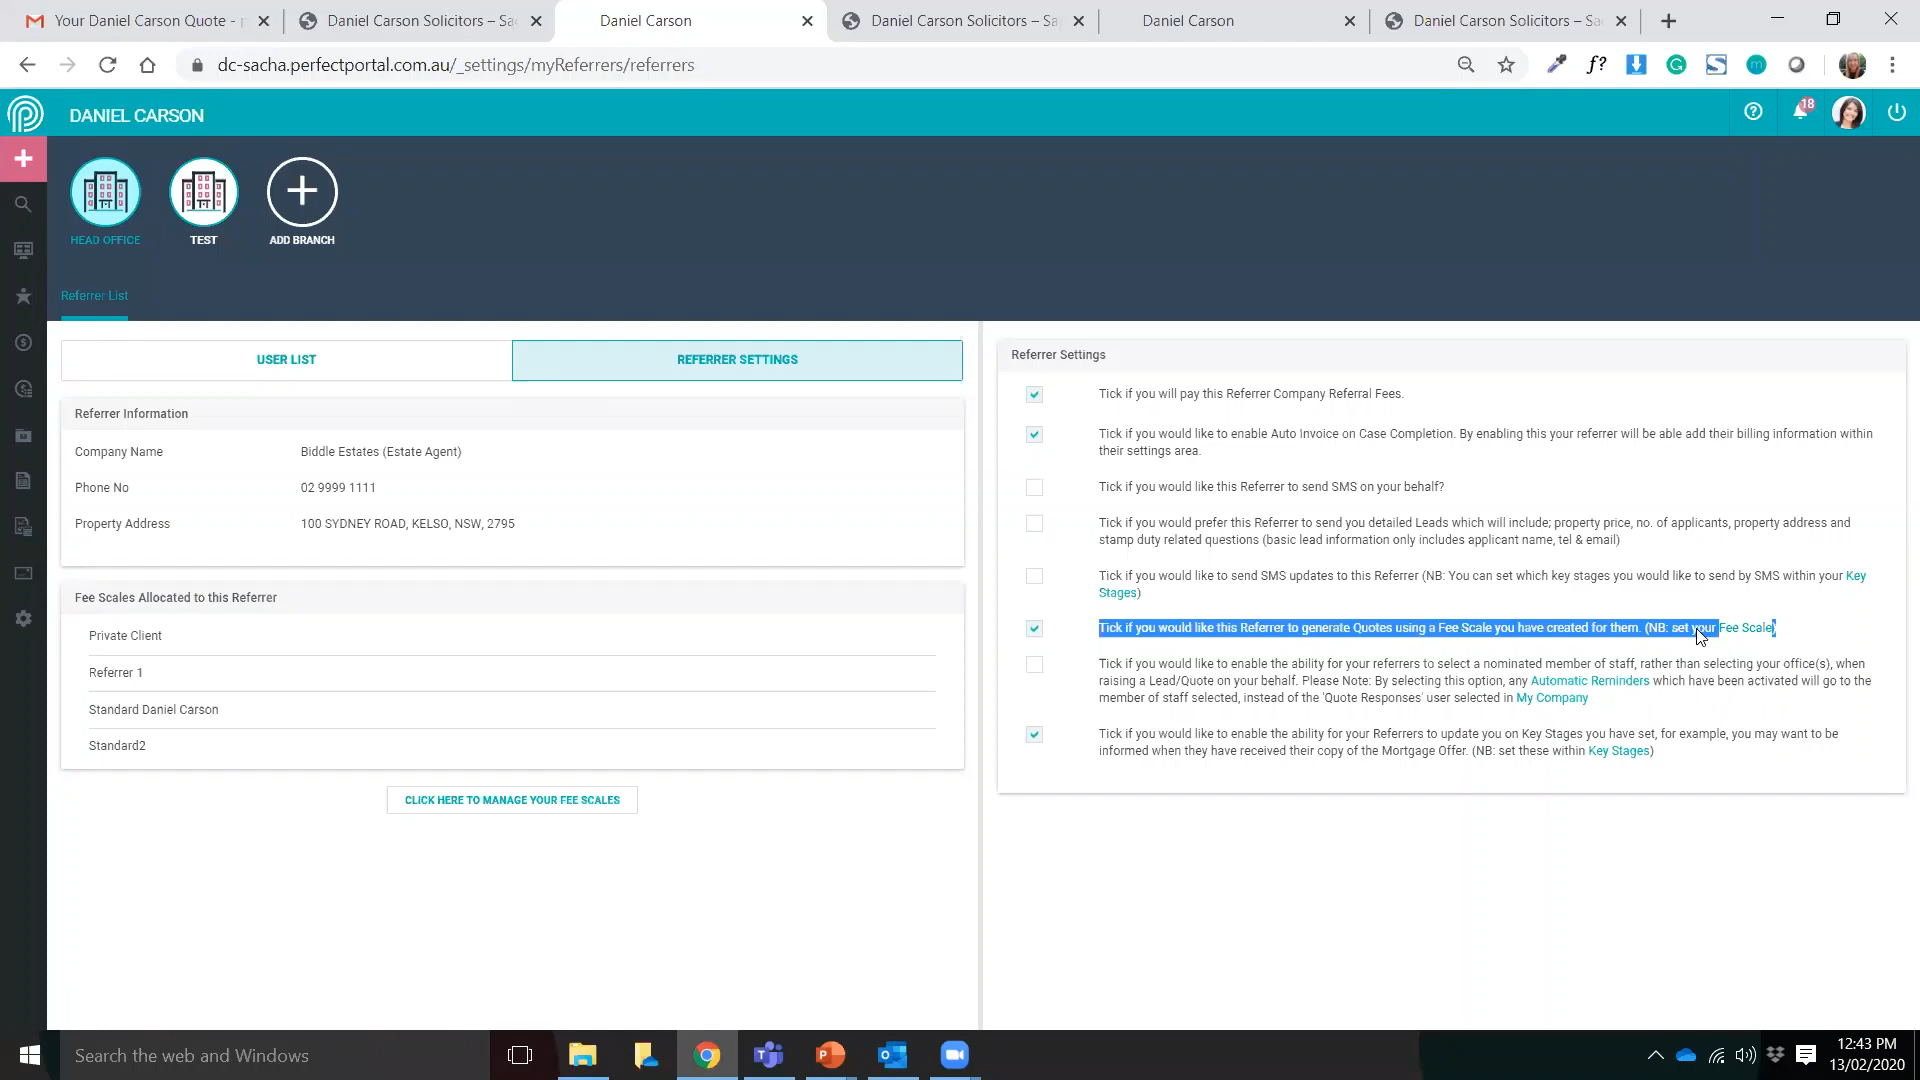 Your Daniel Carson Quote -
Daniel Carson Solicitors – Sa
Daniel Carson
Daniel Carson Solicitors – Sa
Daniel Carson
Daniel Carson Solicitors – Sa
dc-sacha.perfectportal.com.au/_settings/myReferrers/referrers
f?
DANIEL CARSON
18
HEAD OFFICE
TEST
ADD BRANCH
Referrer List
USER LIST
REFERRER SETTINGS
Referrer Information
Company Name
Biddle Estates (Estate Agent)
Phone No
02 9999 1111
Property Address
100 SYDNEY ROAD, KELSO, NSW, 2795
Fee Scales Allocated to this Referrer
Private Client
Referrer 1
Standard Daniel Carson
Standard2
CLICK HERE TO MANAGE YOUR FEE SCALES
Referrer Settings
Tick if you will pay this Referrer Company Referral Fees.
Tick if you would like to enable Auto Invoice on Case Completion. By enabling this your referrer will be able add their billing information within
their settings area.
Tick if you would like this Referrer to send SMS on your behalf?
Tick if you would prefer this Referrer to send you detailed Leads which will include; property price, no. of applicants, property address and
stamp duty related questions (basic lead information only includes applicant name, tel & email)
Tick if you would like to send SMS updates to this Referrer (NB: You can set which key stages you would like to send by SMS within your Key
Stages)
Tick if you would like this Referrer to generate Quotes using a Fee Scale you have created for them. (NB: set your Fee Scale)
Tick if you would like to enable the ability for your referrers to select a nominated member of staff, rather than selecting your office(s), when
raising a Lead/Quote on your behalf. Please Note: By selecting this option, any Automatic Reminders which have been activated will go to the
member of staff selected, instead of the 'Quote Responses' user selected in My Company
Tick if you would like to enable the ability for your Referrers to update you on Key Stages you have set, for example, you may want to be
informed when they have received their copy of the Mortgage Offer. (NB: set these within Key Stages)
Search the web and Windows
12:43 PM
13/02/2020